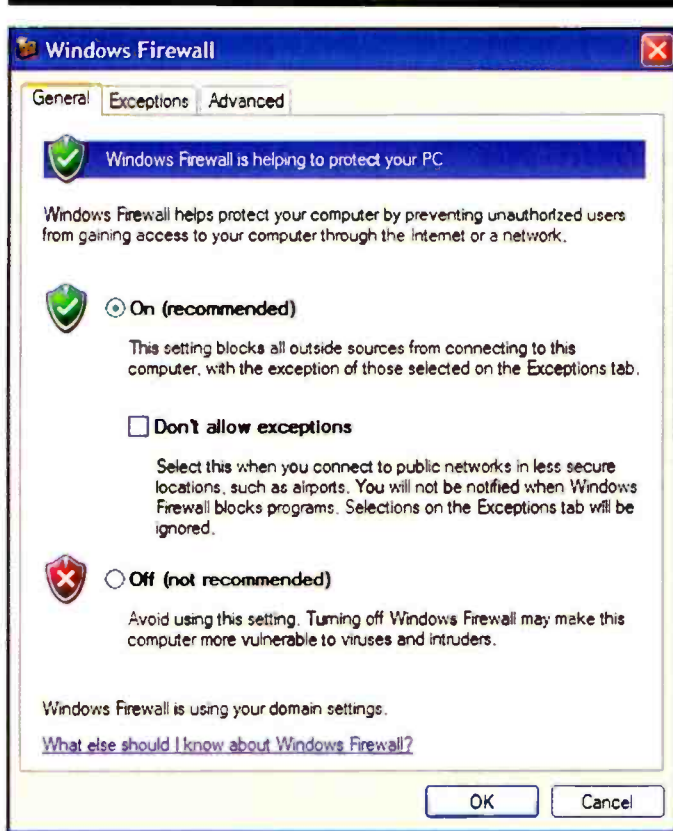 Windows Firewall
General Exceptions Advanced
Windows Firewall is helping to protect your PC
Windows Firewall helps protect your computer by preventing unauthorized users
from gaining access to your computer through the Internet or a network.
On (recommended)
This setting blocks all outside sources from connecting to this
computer, with the exception of those selected on the Exceptions tab.
Don't allow exceptions
Select this when you connect to public networks in less secure
locations, such as airports. You will not be notified when Windows
Firewall blocks programs. Selections on the Exceptions tab will be
ignored.
Off (not recommended)
Avoid using this setting. Turning off Windows Firewall may make this
computer more vulnerable to viruses and intruders.
Windows Firewall is using your domain settings.
What else should I know about Windows Firewall?
OK Cancel